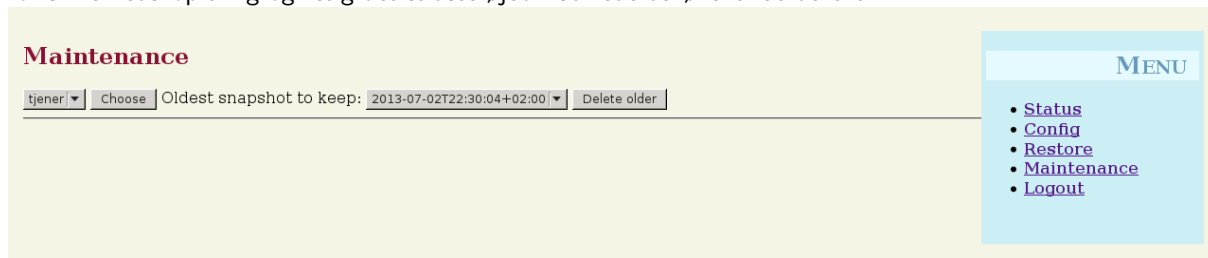 Maintenance
tjener Choose Oldest snapshot to keep: 2013-07-02T22:30:04+02:00 Delete older
MENU
Status
Config
Restore
Maintenance
Logout